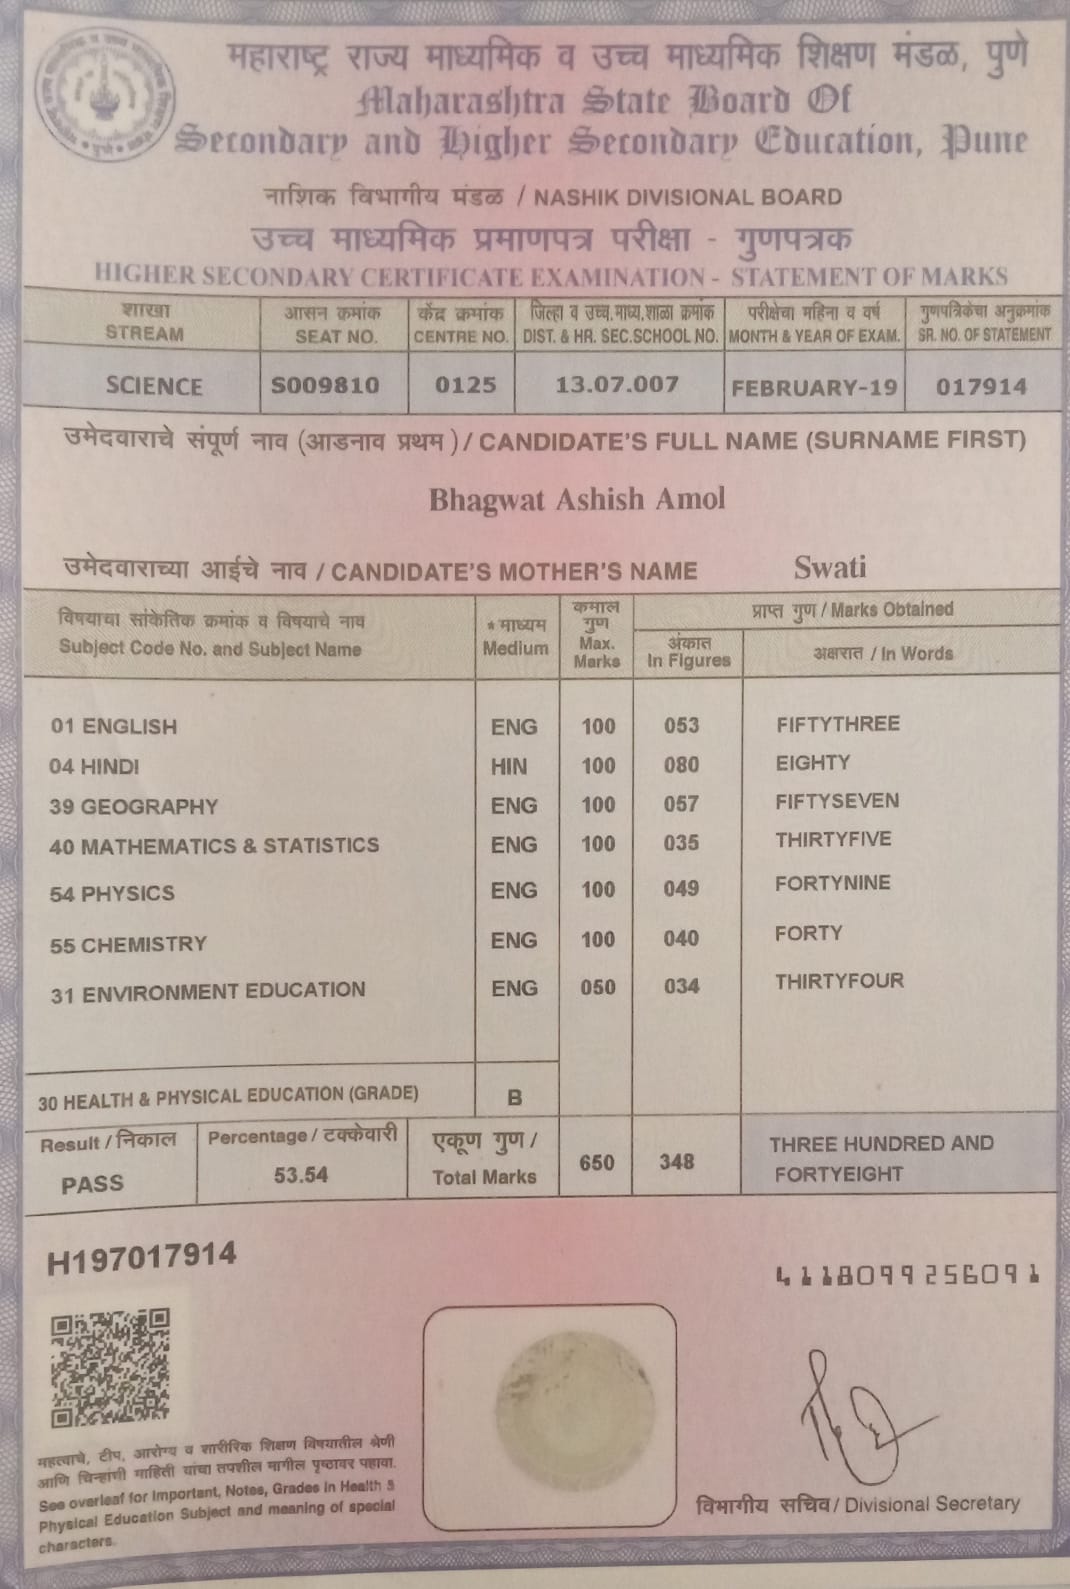 महाराष्ट्र राज्य माध्यमिक व उच्च माध्यमिक शिक्षण मंडळ, पुणे
Maharashtra State Board Of
Secondary and Higher Secondary Education, Pune
नाशिक विभागीय मंडळ / NASHIK DIVISIONAL BOARD
उच्च माध्यमिक प्रमाणपत्र परीक्षा - गुणपत्रक
HIGHER SECONDARY CERTIFICATE EXAMINATION - STATEMENT OF MARKS
शाखा आसन क्रमांक केंद्र क्रमांक जिल्हा व उच्च.माध्य.शाळा क्रमांक परीक्षेचा महिना व वर्ष गुणपत्रिकेचा अनुक्रमांक
STREAM SEAT NO. CENTRE NO. DIST. & HR. SEC.SCHOOL NO. MONTH & YEAR OF EXAM. SR. NO. OF STATEMENT
SCIENCE S009810 0125 13.07.007 FEBRUARY-19 017914
उमेदवाराचे संपूर्ण नाव (आडनाव प्रथम) / CANDIDATE'S FULL NAME (SURNAME FIRST)
Bhagwat Ashish Amol
उमेदवाराच्या आईचे नाव / CANDIDATE'S MOTHER'S NAME Swati
विषयाचा सांकेतिक क्रमांक व विषयाचे नाव
Subject Code No. and Subject Name
* माध्यम
Medium
कमाल
गुण
Max.
Marks
प्राप्त गुण / Marks Obtained
अंकात
In Figures
अक्षरात / In Words
01 ENGLISH ENG 100 053 FIFTYTHREE
04 HINDI HIN 100 080 EIGHTY
39 GEOGRAPHY ENG 100 057 FIFTYSEVEN
40 MATHEMATICS & STATISTICS ENG 100 035 THIRTYFIVE
54 PHYSICS ENG 100 049 FORTYNINE
55 CHEMISTRY ENG 100 040 FORTY
31 ENVIRONMENT EDUCATION ENG 050 034 THIRTYFOUR
30 HEALTH & PHYSICAL EDUCATION (GRADE) B
Result / निकाल
PASS
Percentage / टक्केवारी
53.54
एकूण गुण /
Total Marks
650 348
THREE HUNDRED AND
FORTYEIGHT
H197017914
4118099256091
महत्वाचे, टीप, आरोग्य व शारीरिक शिक्षण विषयातील श्रेणी
आणि चिन्हांणी माहिती यांचा तपशील मागील पृष्ठावर पहावा.
See overleaf for Important, Notes, Grades in Health &
Physical Education Subject and meaning of special
characters.
विभागीय सचिव / Divisional Secretary